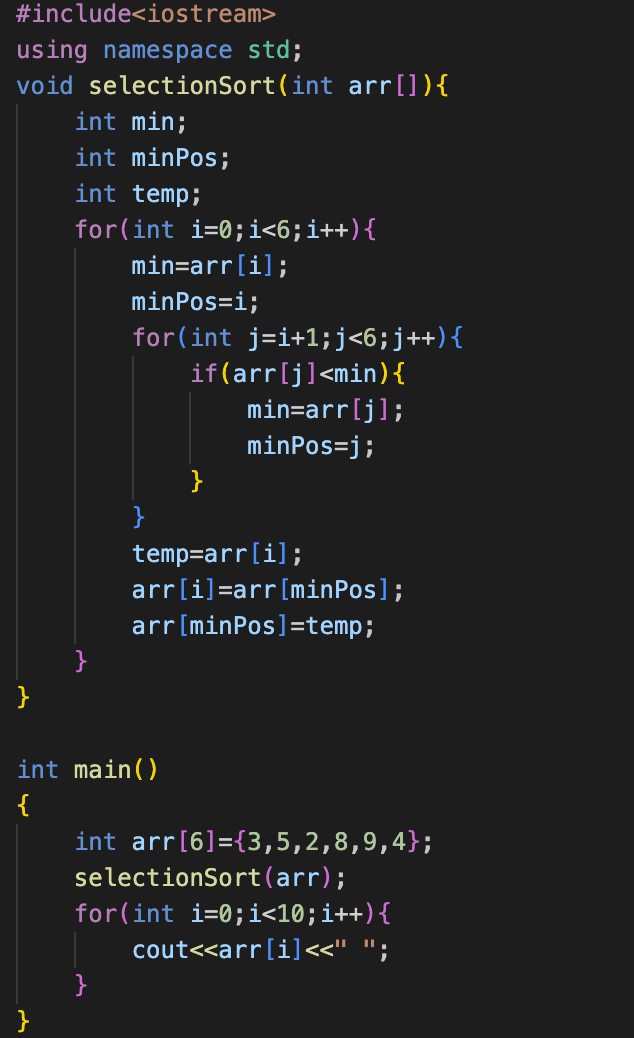 #include<iostream>
using namespace std;
void selectionSort(int arr[]){
    int min;
    int minPos;
    int temp;
    for(int i=0;i<6;i++){
        min=arr[i];
        minPos=i;
        for(int j=i+1;j<6;j++){
            if(arr[j]<min){
                min=arr[j];
                minPos=j;
            }
        }
        temp=arr[i];
        arr[i]=arr[minPos];
        arr[minPos]=temp;
    }
}

int main()
{
    int arr[6]={3,5,2,8,9,4};
    selectionSort(arr);
    for(int i=0;i<10;i++){
        cout<<arr[i]<<" ";
    }
}